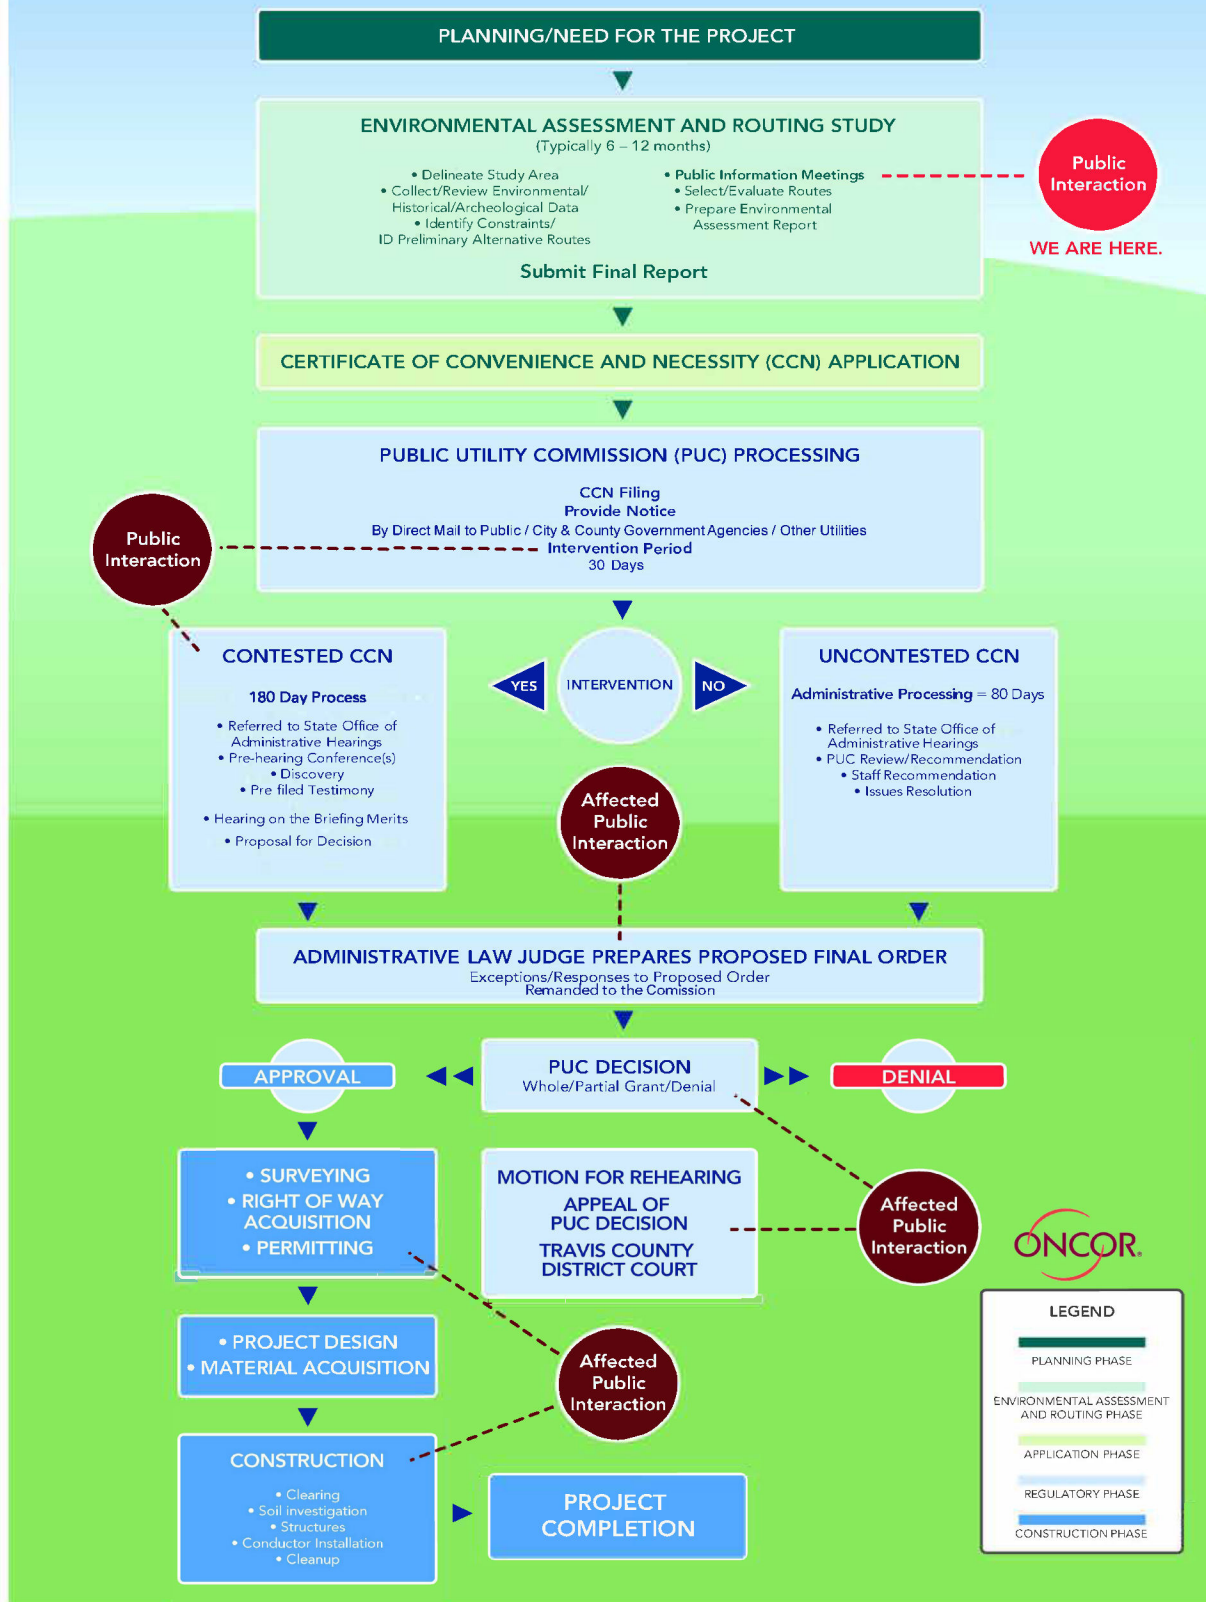 PLANNING/NEED FOR THE PROJECT
ENVIRONMENTAL ASSESSMENT AND ROUTING STUDY
(Typically 6 – 12 months)
• Delineate Study Area
• Collect/Review Environmental/
Historical/Archeological Data
• Identify Constraints/
ID Preliminary Alternative Routes
• Public Information Meetings
• Select/Evaluate Routes
• Prepare Environmental
Assessment Report
Submit Final Report
Public
Interaction
WE ARE HERE.
CERTIFICATE OF CONVENIENCE AND NECESSITY (CCN) APPLICATION
PUBLIC UTILITY COMMISSION (PUC) PROCESSING
CCN Filing
Provide Notice
By Direct Mail to Public / City & County Government Agencies / Other Utilities
Intervention Period
30 Days
Public
Interaction
CONTESTED CCN
180 Day Process
• Referred to State Office of
Administrative Hearings
• Pre-hearing Conference(s)
• Discovery
• Pre filed Testimony
• Hearing on the Briefing Merits
• Proposal for Decision
YES
INTERVENTION
NO
UNCONTESTED CCN
Administrative Processing = 80 Days
• Referred to State Office of
Administrative Hearings
• PUC Review/Recommendation
• Staff Recommendation
• Issues Resolution
Affected
Public
Interaction
ADMINISTRATIVE LAW JUDGE PREPARES PROPOSED FINAL ORDER
Exceptions/Responses to Proposed Order
Remanded to the Comission
APPROVAL
PUC DECISION
Whole/Partial Grant/Denial
DENIAL
• SURVEYING
• RIGHT OF WAY
ACQUISITION
• PERMITTING
MOTION FOR REHEARING
APPEAL OF
PUC DECISION
TRAVIS COUNTY
DISTRICT COURT
Affected
Public
Interaction
• PROJECT DESIGN
• MATERIAL ACQUISITION
Affected
Public
Interaction
CONSTRUCTION
• Clearing
• Soil investigation
• Structures
• Conductor Installation
• Cleanup
PROJECT
COMPLETION
ONCOR®
LEGEND
PLANNING PHASE
ENVIRONMENTAL ASSESSMENT
AND ROUTING PHASE
APPLICATION PHASE
REGULATORY PHASE
CONSTRUCTION PHASE